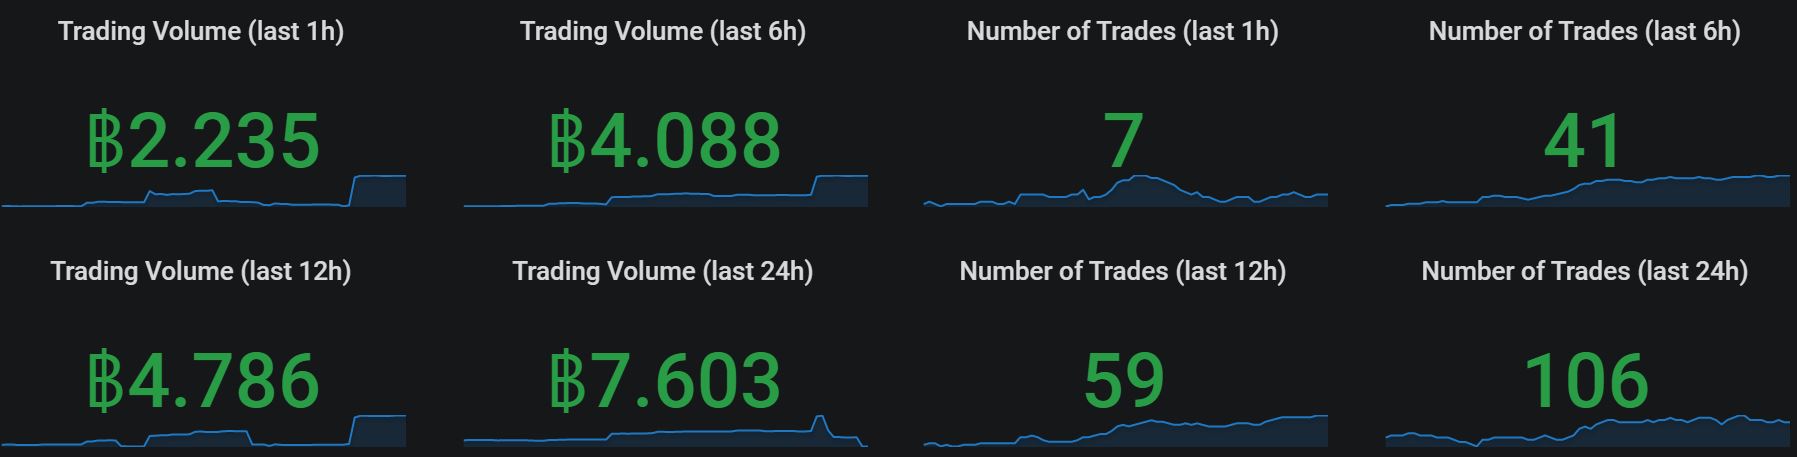 Trading Volume (last 1h)
฿2.235
Trading Volume (last 6h)
฿4.088
Number of Trades (last 1h)
7
Number of Trades (last 6h)
41
Trading Volume (last 12h)
฿4.786
Trading Volume (last 24h)
฿7.603
Number of Trades (last 12h)
59
Number of Trades (last 24h)
106